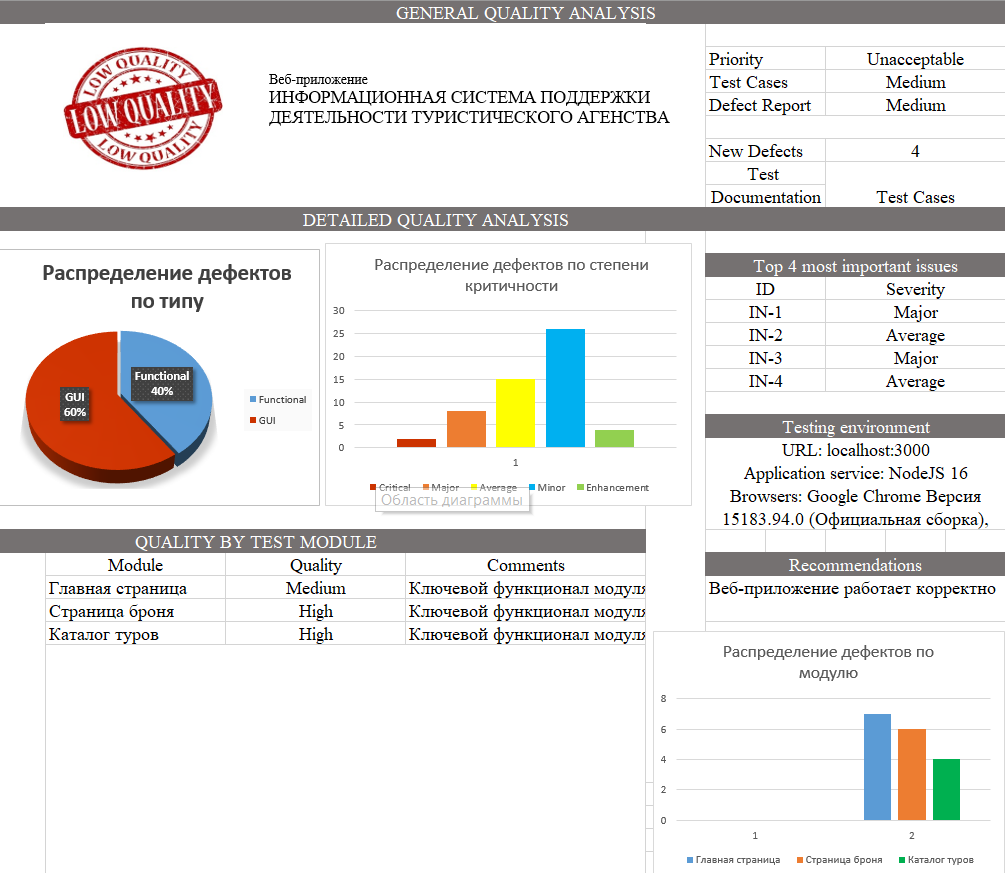 GENERAL QUALITY ANALYSIS
LOW QUALITY
LOW QUALITY
LOW QUALITY
Веб-приложение
ИНФОРМАЦИОННАЯ СИСТЕМА ПОДДЕРЖКИ
ДЕЯТЕЛЬНОСТИ ТУРИСТИЧЕСКОГО АГЕНСТВА
Priority Unacceptable
Test Cases Medium
Defect Report Medium
New Defects 4
Test
Documentation Test Cases
DETAILED QUALITY ANALYSIS
Распределение дефектов
по типу
Functional
40%
GUI
60%
Functional
GUI
Распределение дефектов по степени
критичности
30
25
20
15
10
5
0
1
Critical Major Average Minor Enhancement
Область диаграммы
Top 4 most important issues
ID Severity
IN-1 Major
IN-2 Average
IN-3 Major
IN-4 Average
Testing environment
URL: localhost:3000
Application service: NodeJS 16
Browsers: Google Chrome Версия
15183.94.0 (Официальная сборка),
QUALITY BY TEST MODULE
Module Quality Comments
Главная страница Medium Ключевой функционал модуля
Страница броня High Ключевой функционал модуля
Каталог туров High Ключевой функционал модуля
Recommendations
Веб-приложение работает корректно
Распределение дефектов по
модулю
8
6
4
2
0
1 2
Главная страница Страница броня Каталог туров